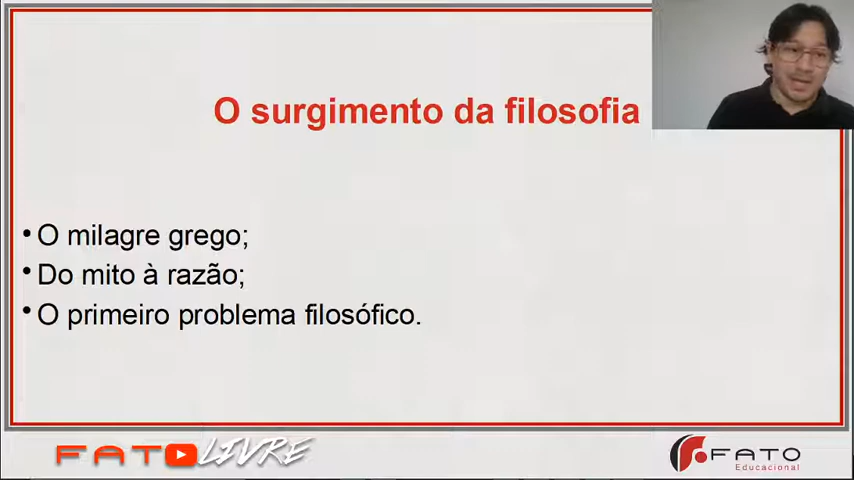 O surgimento da filosofia
• O milagre grego;
• Do mito à razão;
• O primeiro problema filosófico.
FATO LIVRE
FATO
Educacional